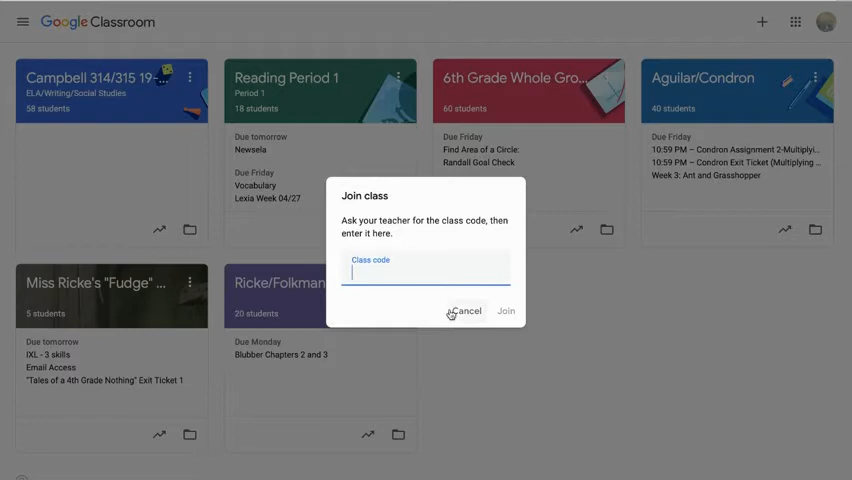 Google Classroom
Campbell 314/315 19-...
ELA/Writing/Social Studies
58 students
Reading Period 1
Period 1
18 students
Due tomorrow
Newsela
Due Friday
Vocabulary
Lexia Week 04/27
6th Grade Whole Gro...
60 students
Due Friday
Find Area of a Circle:
Randall Goal Check
Aguilar/Condron
40 students
Due Friday
10:59 PM – Condron Assignment 2-Multiplyi...
10:59 PM – Condron Exit Ticket (Multiplying ...
Week 3: Ant and Grasshopper
Join class
Ask your teacher for the class code, then
enter it here.
Class code
Cancel
Join
Miss Ricke's "Fudge" ...
5 students
Due tomorrow
IXL - 3 skills
Email Access
"Tales of a 4th Grade Nothing" Exit Ticket 1
Ricke/Folkman
20 students
Due Monday
Blubber Chapters 2 and 3